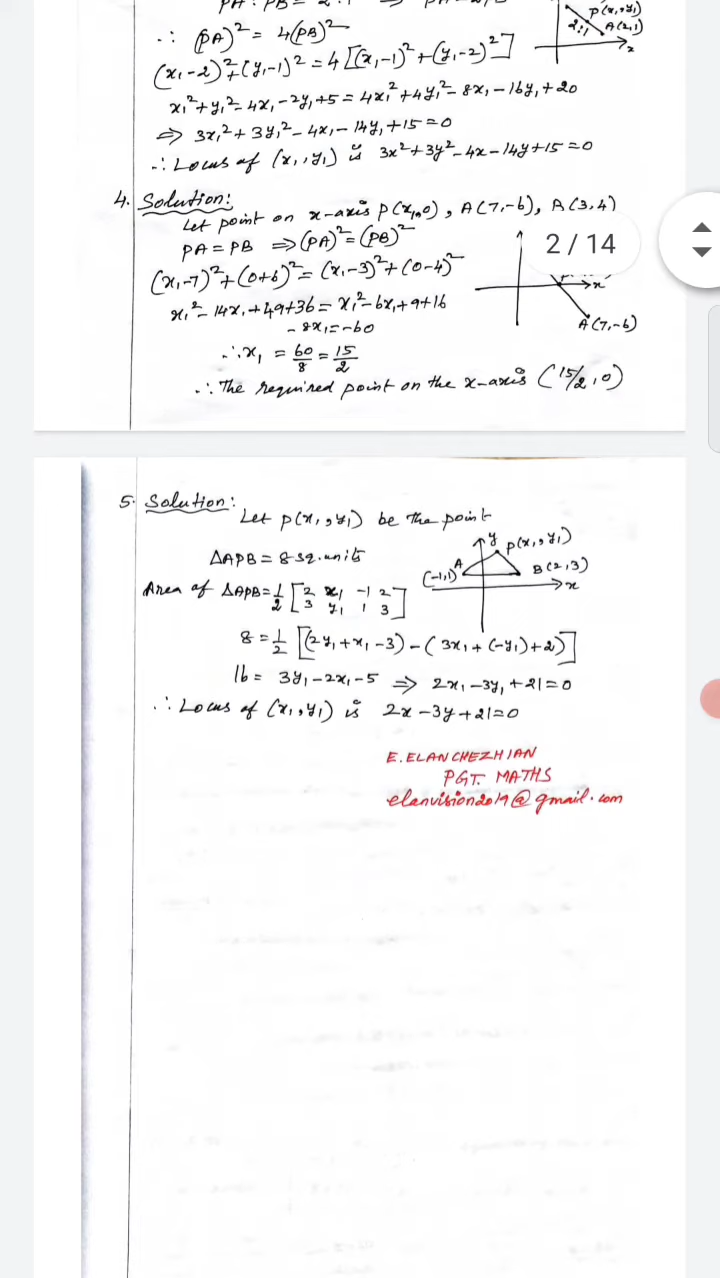 ∴ (PA)² = 4(PB)²
P(x₁,y₁)
2:1
A(2,1)
x
(x₁-2)²+(y₁-1)² = 4[(x₁-1)²+(y₁-2)²]
x₁²+y₁²-4x₁-2y₁+5 = 4x₁²+4y₁²-8x₁-16y₁+20
⇒ 3x₁²+3y₁²-4x₁-14y₁+15=0
∴ Locus of (x₁,y₁) is 3x²+3y²-4x-14y+15=0
4. Solution:
Let point on x-axis P(x₁,0), A(7,-6), B(3,4)
2 / 14
PA = PB ⇒ (PA)² = (PB)²
(x₁-7)²+(0+6)² = (x₁-3)²+(0-4)²
x
x₁²-14x₁+49+36 = x₁²-6x₁+9+16
A(7,-6)
-8x₁=-60
∴ x₁ = 60/8 = 15/2
∴ The required point on the x-axis (15/2,0)
5. Solution:
Let P(x₁,y₁) be the point
ΔAPB = 8 sq.units
y
P(x₁,y₁)
(-1,1)A
B(2,3)
x
Area of ΔAPB = 1/2 [2 x₁ -1 2
3 y₁ 1 3]
8 = 1/2 [(2y₁+x₁-3)-(3x₁+(-y₁)+2)]
16 = 3y₁-2x₁-5 ⇒ 2x₁-3y₁+21=0
∴ Locus of (x₁,y₁) is 2x-3y+21=0
E. ELANCHEZHIAN
PGT. MATHS
elanvision2019@gmail.com